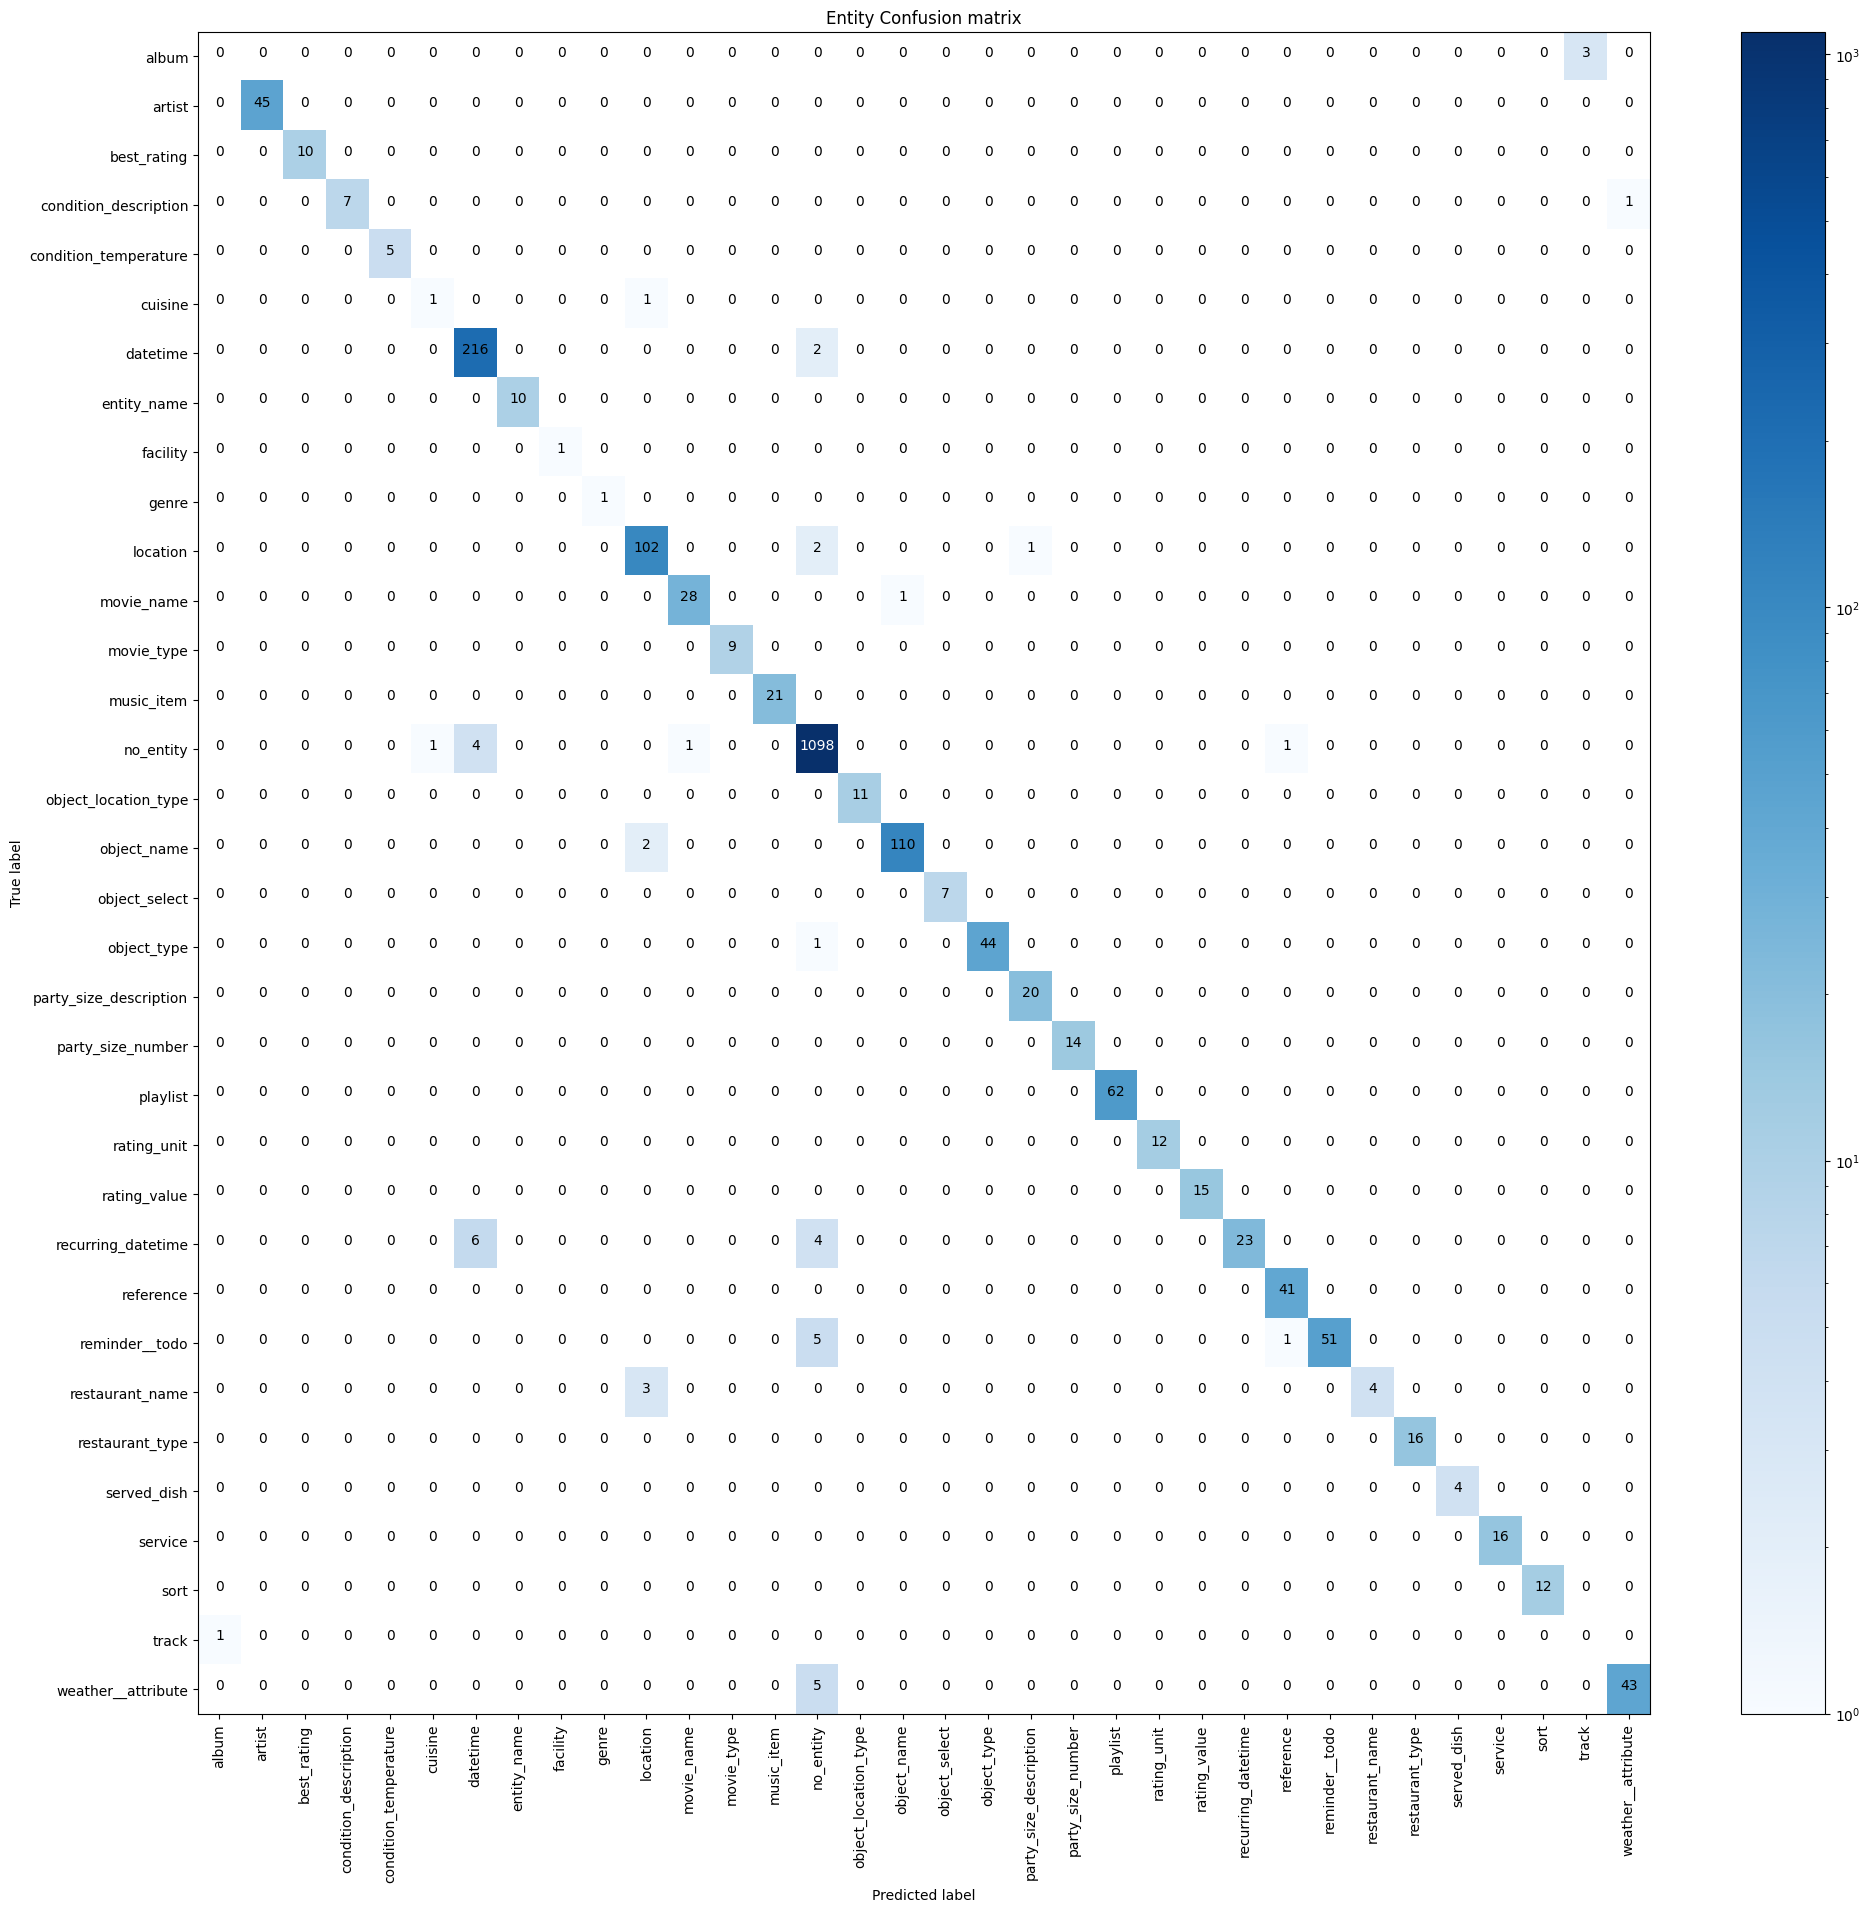 Entity Confusion matrix
album 0 0 0 0 0 0 0 0 0 0 0 0 0 0 0 0 0 0 0 0 0 0 0 0 0 0 0 0 0 0 0 0 3 0
artist 0 45 0 0 0 0 0 0 0 0 0 0 0 0 0 0 0 0 0 0 0 0 0 0 0 0 0 0 0 0 0 0 0 0
best_rating 0 0 10 0 0 0 0 0 0 0 0 0 0 0 0 0 0 0 0 0 0 0 0 0 0 0 0 0 0 0 0 0 0 0
condition_description 0 0 0 7 0 0 0 0 0 0 0 0 0 0 0 0 0 0 0 0 0 0 0 0 0 0 0 0 0 0 0 0 0 1
condition_temperature 0 0 0 0 5 0 0 0 0 0 0 0 0 0 0 0 0 0 0 0 0 0 0 0 0 0 0 0 0 0 0 0 0 0
cuisine 0 0 0 0 0 1 0 0 0 0 1 0 0 0 0 0 0 0 0 0 0 0 0 0 0 0 0 0 0 0 0 0 0 0
datetime 0 0 0 0 0 0 216 0 0 0 0 0 0 0 2 0 0 0 0 0 0 0 0 0 0 0 0 0 0 0 0 0 0 0
entity_name 0 0 0 0 0 0 0 10 0 0 0 0 0 0 0 0 0 0 0 0 0 0 0 0 0 0 0 0 0 0 0 0 0 0
facility 0 0 0 0 0 0 0 0 1 0 0 0 0 0 0 0 0 0 0 0 0 0 0 0 0 0 0 0 0 0 0 0 0 0
genre 0 0 0 0 0 0 0 0 0 1 0 0 0 0 0 0 0 0 0 0 0 0 0 0 0 0 0 0 0 0 0 0 0 0
location 0 0 0 0 0 0 0 0 0 0 102 0 0 0 2 0 0 0 0 1 0 0 0 0 0 0 0 0 0 0 0 0 0 0
movie_name 0 0 0 0 0 0 0 0 0 0 0 28 0 0 0 0 1 0 0 0 0 0 0 0 0 0 0 0 0 0 0 0 0 0
movie_type 0 0 0 0 0 0 0 0 0 0 0 0 9 0 0 0 0 0 0 0 0 0 0 0 0 0 0 0 0 0 0 0 0 0
music_item 0 0 0 0 0 0 0 0 0 0 0 0 0 21 0 0 0 0 0 0 0 0 0 0 0 0 0 0 0 0 0 0 0 0
no_entity 0 0 0 0 0 1 4 0 0 0 0 1 0 0 1098 0 0 0 0 0 0 0 0 0 0 1 0 0 0 0 0 0 0 0
object_location_type 0 0 0 0 0 0 0 0 0 0 0 0 0 0 0 11 0 0 0 0 0 0 0 0 0 0 0 0 0 0 0 0 0 0
object_name 0 0 0 0 0 0 0 0 0 0 2 0 0 0 0 0 110 0 0 0 0 0 0 0 0 0 0 0 0 0 0 0 0 0
object_select 0 0 0 0 0 0 0 0 0 0 0 0 0 0 0 0 0 7 0 0 0 0 0 0 0 0 0 0 0 0 0 0 0 0
object_type 0 0 0 0 0 0 0 0 0 0 0 0 0 0 1 0 0 0 44 0 0 0 0 0 0 0 0 0 0 0 0 0 0 0
party_size_description 0 0 0 0 0 0 0 0 0 0 0 0 0 0 0 0 0 0 0 20 0 0 0 0 0 0 0 0 0 0 0 0 0 0
party_size_number 0 0 0 0 0 0 0 0 0 0 0 0 0 0 0 0 0 0 0 0 14 0 0 0 0 0 0 0 0 0 0 0 0 0
playlist 0 0 0 0 0 0 0 0 0 0 0 0 0 0 0 0 0 0 0 0 0 62 0 0 0 0 0 0 0 0 0 0 0 0
rating_unit 0 0 0 0 0 0 0 0 0 0 0 0 0 0 0 0 0 0 0 0 0 0 12 0 0 0 0 0 0 0 0 0 0 0
rating_value 0 0 0 0 0 0 0 0 0 0 0 0 0 0 0 0 0 0 0 0 0 0 0 15 0 0 0 0 0 0 0 0 0 0
recurring_datetime 0 0 0 0 0 0 6 0 0 0 0 0 0 0 4 0 0 0 0 0 0 0 0 0 23 0 0 0 0 0 0 0 0 0
reference 0 0 0 0 0 0 0 0 0 0 0 0 0 0 0 0 0 0 0 0 0 0 0 0 0 41 0 0 0 0 0 0 0 0
reminder__todo 0 0 0 0 0 0 0 0 0 0 0 0 0 0 5 0 0 0 0 0 0 0 0 0 0 1 51 0 0 0 0 0 0 0
restaurant_name 0 0 0 0 0 0 0 0 0 0 3 0 0 0 0 0 0 0 0 0 0 0 0 0 0 0 0 4 0 0 0 0 0 0
restaurant_type 0 0 0 0 0 0 0 0 0 0 0 0 0 0 0 0 0 0 0 0 0 0 0 0 0 0 0 0 16 0 0 0 0 0
served_dish 0 0 0 0 0 0 0 0 0 0 0 0 0 0 0 0 0 0 0 0 0 0 0 0 0 0 0 0 0 4 0 0 0 0
service 0 0 0 0 0 0 0 0 0 0 0 0 0 0 0 0 0 0 0 0 0 0 0 0 0 0 0 0 0 0 16 0 0 0
sort 0 0 0 0 0 0 0 0 0 0 0 0 0 0 0 0 0 0 0 0 0 0 0 0 0 0 0 0 0 0 0 12 0 0
track 1 0 0 0 0 0 0 0 0 0 0 0 0 0 0 0 0 0 0 0 0 0 0 0 0 0 0 0 0 0 0 0 0 0
weather__attribute 0 0 0 0 0 0 0 0 0 0 0 0 0 0 5 0 0 0 0 0 0 0 0 0 0 0 0 0 0 0 0 0 0 43
True label
album
artist
best_rating
condition_description
condition_temperature
cuisine
datetime
entity_name
facility
genre
location
movie_name
movie_type
music_item
no_entity
object_location_type
object_name
object_select
object_type
party_size_description
party_size_number
playlist
rating_unit
rating_value
recurring_datetime
reference
reminder__todo
restaurant_name
restaurant_type
served_dish
service
sort
track
weather__attribute
Predicted label
10³
10²
10¹
10⁰